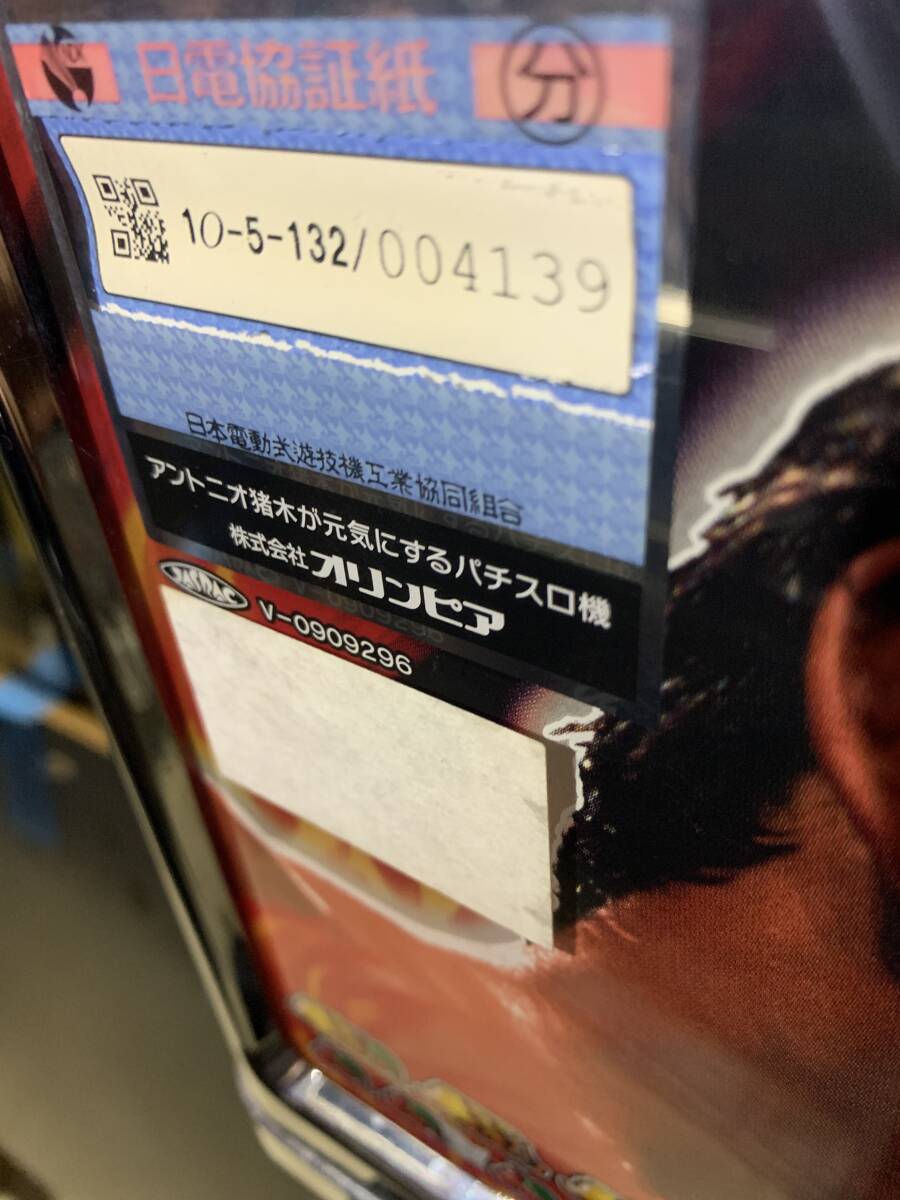 日電協証紙 分
10-5-132/004139
日本電動式遊技機工業協同組合
アントニオ猪木が元気にするパチスロ機
株式会社オリンピア
JASRAC V-0909296